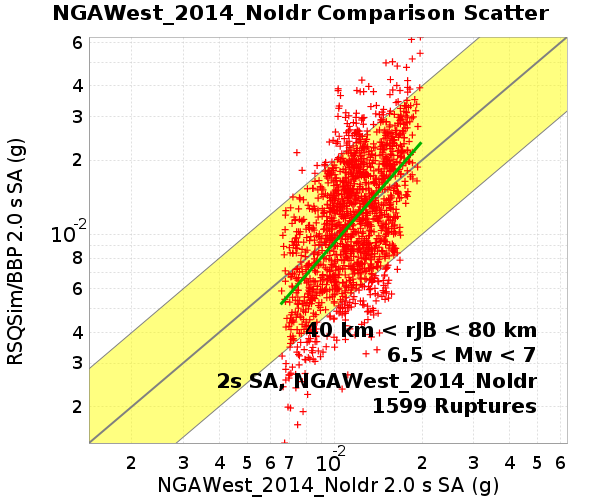 NGAWest_2014_NoIdr Comparison Scatter
6
4
3
2
10-2
8
6
4
3
2
RSQSim/BBP 2.0 s SA (g)
40 km < rJB < 80 km
6.5 < Mw < 7
2s SA, NGAWest_2014_NoIdr
1599 Ruptures
2 3 4 5 6 7 10-2 2 3 4 5 6
NGAWest_2014_NoIdr 2.0 s SA (g)